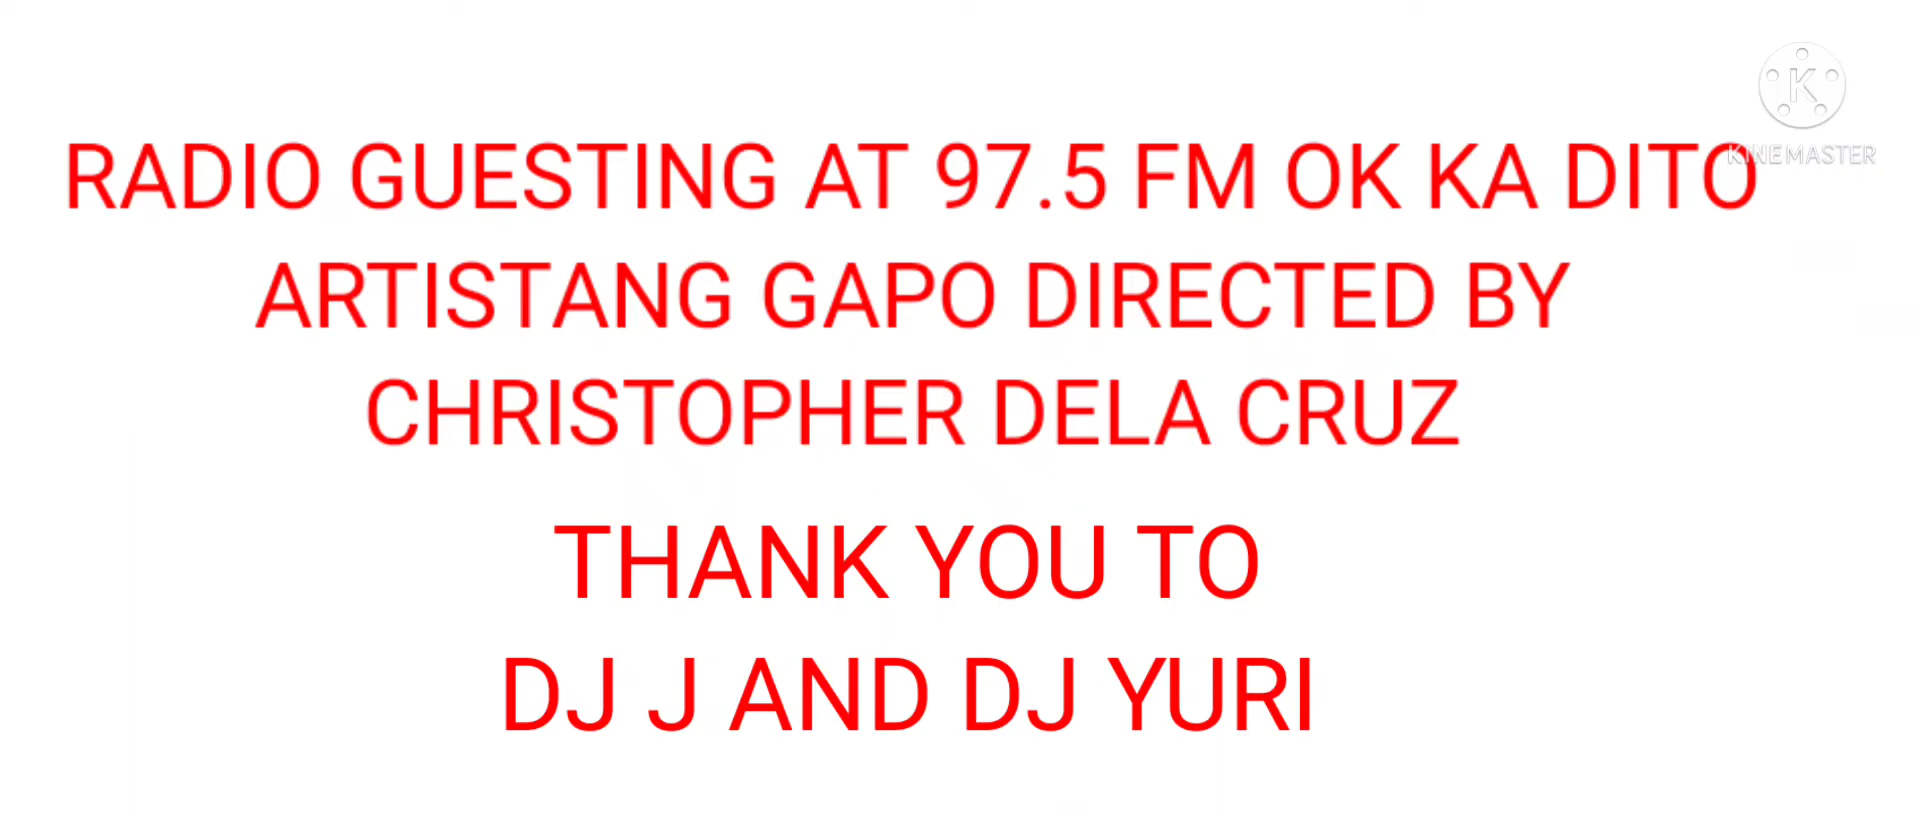 K
KINEMASTER
RADIO GUESTING AT 97.5 FM OK KA DITO
ARTISTANG GAPO DIRECTED BY
CHRISTOPHER DELA CRUZ
THANK YOU TO
DJ J AND DJ YURI